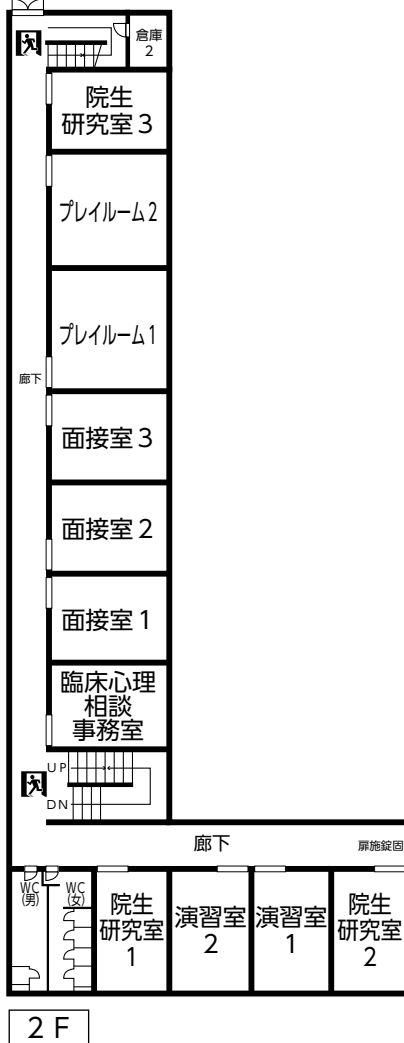 倉庫
2
院生
研究室３
プレイルーム2
プレイルーム1
廊下
面接室３
面接室２
面接室１
臨床心理
相談
事務室
UP
DN
廊下
扉施錠固
WC
(男)
WC
(女)
院生
研究室
1
演習室
2
演習室
1
院生
研究室
2
２Ｆ